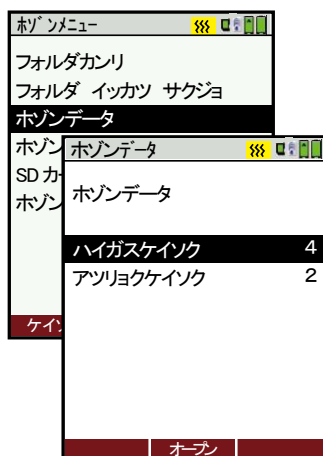 ホゾンメニュー
フォルダカンリ
フォルダ イッカツ サクジョ
ホゾンデータ
ホゾン
SDカ
ホゾン
ケイソ
ホゾンデータ
ホゾンデータ
ハイガスケイソク 4
アツリョクケイソク 2
オープン